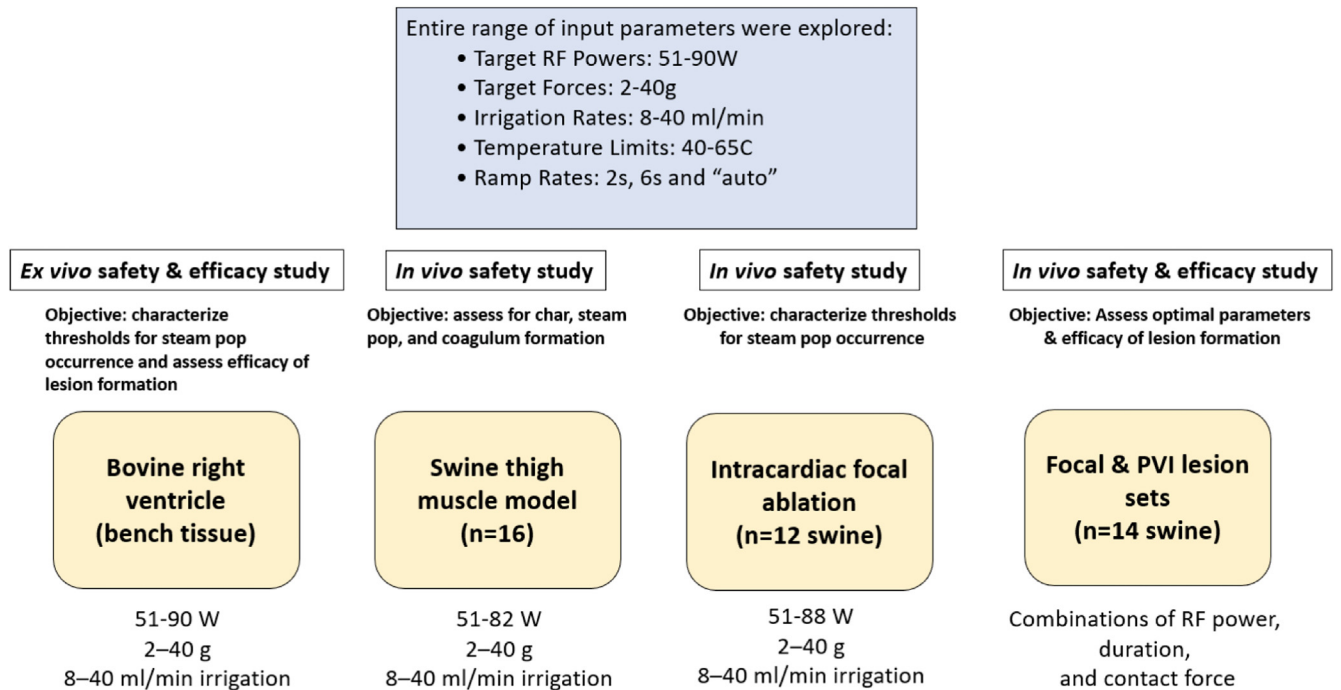 Entire range of input parameters were explored:
• Target RF Powers: 51-90W
• Target Forces: 2-40g
• Irrigation Rates: 8-40 ml/min
• Temperature Limits: 40-65C
• Ramp Rates: 2s, 6s and “auto”
Ex vivo safety & efficacy study
Objective: characterize
thresholds for steam pop
occurrence and assess efficacy of
lesion formation
Bovine right
ventricle
(bench tissue)
51-90 W
2–40 g
8–40 ml/min irrigation
In vivo safety study
Objective: assess for char, steam
pop, and coagulum formation
Swine thigh
muscle model
(n=16)
51-82 W
2–40 g
8–40 ml/min irrigation
In vivo safety study
Objective: characterize thresholds
for steam pop occurrence
Intracardiac focal
ablation
(n=12 swine)
51-88 W
2–40 g
8–40 ml/min irrigation
In vivo safety & efficacy study
Objective: Assess optimal parameters
& efficacy of lesion formation
Focal & PVI lesion
sets
(n=14 swine)
Combinations of RF power,
duration,
and contact force